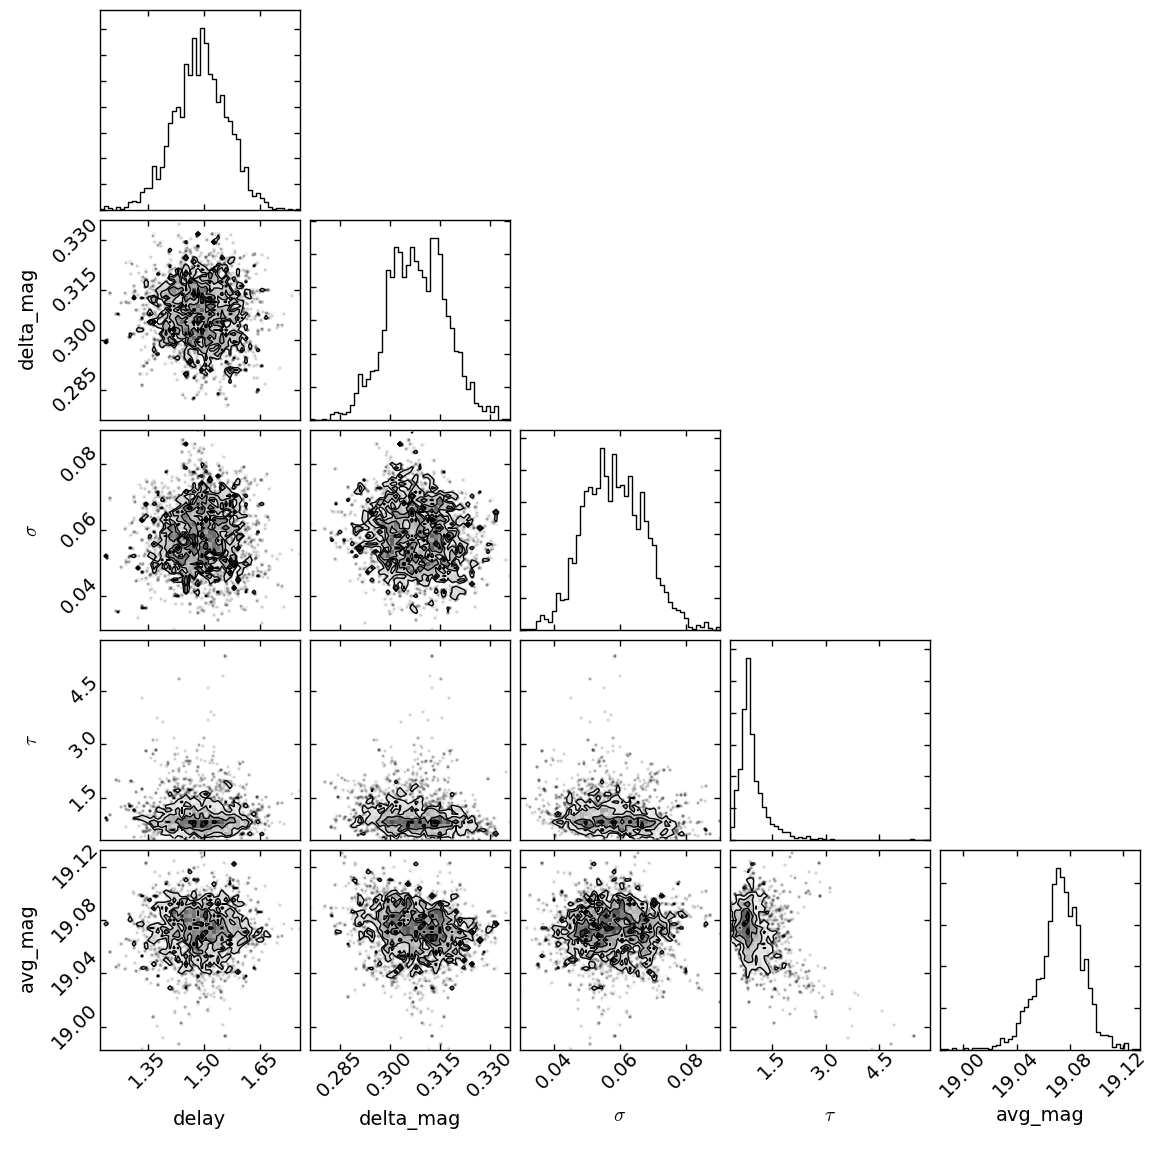 0.330
0.315
0.300
0.285
delta_mag
0.08
0.06
0.04
σ
4.5
3.0
1.5
τ
19.12
19.08
19.04
19.00
avg_mag
1.35 1.50 1.65
0.285 0.300 0.315 0.330
0.04 0.06 0.08
1.5 3.0 4.5
19.00 19.04 19.08 19.12
delay delta_mag σ τ avg_mag